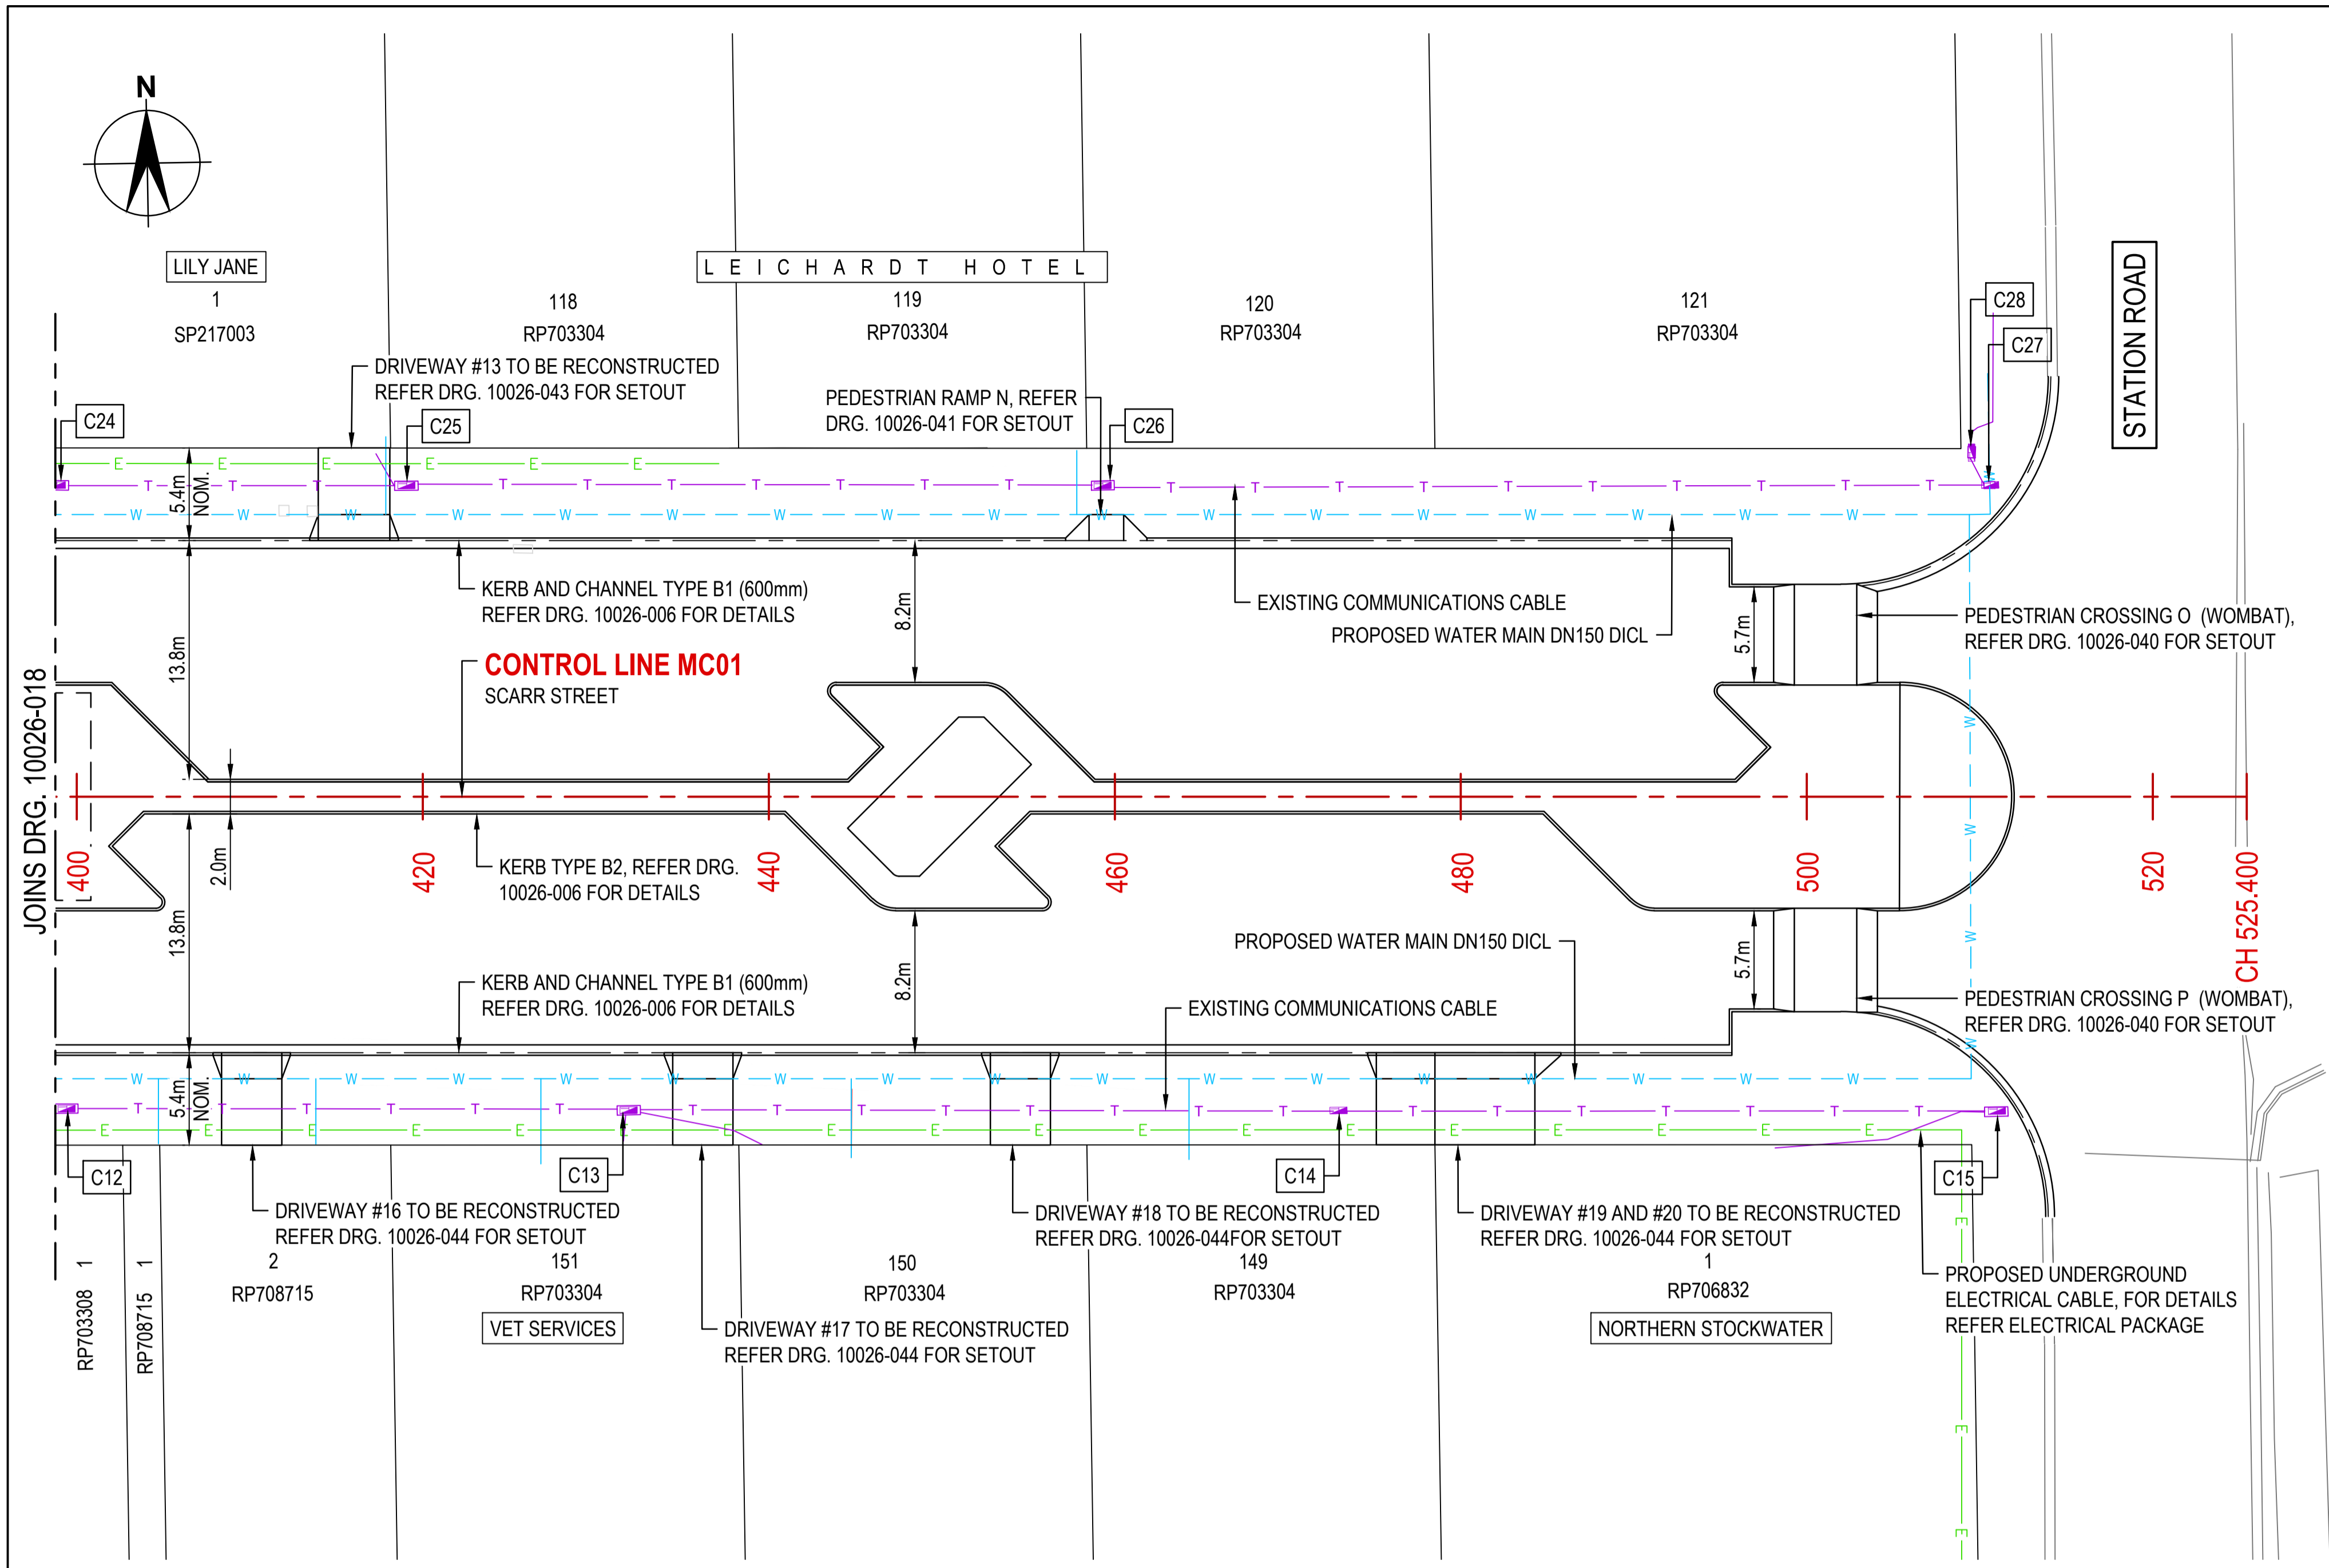 N
LILY JANE
1
SP217003
118
RP703304
L E I C H A R D T   H O T E L
119
RP703304
120
RP703304
121
RP703304
C28
C27
STATION ROAD
DRIVEWAY #13 TO BE RECONSTRUCTED
REFER DRG. 10026-043 FOR SETOUT
PEDESTRIAN RAMP N, REFER
DRG. 10026-041 FOR SETOUT
C24
C25
C26
E E E E E E
T T T T T T T T T T T T T T T T T T T T T T
5.4m
NOM.
W W W W W W W W W W W W W W W W W W
KERB AND CHANNEL TYPE B1 (600mm)
REFER DRG. 10026-006 FOR DETAILS
8.2m
EXISTING COMMUNICATIONS CABLE
PROPOSED WATER MAIN DN150 DICL
5.7m
PEDESTRIAN CROSSING O (WOMBAT),
REFER DRG. 10026-040 FOR SETOUT
13.8m
CONTROL LINE MC01
SCARR STREET
JOINS DRG. 10026-018
W
W
W
W
2.0m
400
420
440
460
480
500
520
CH 525.400
KERB TYPE B2, REFER DRG.
10026-006 FOR DETAILS
13.8m
8.2m
5.7m
PROPOSED WATER MAIN DN150 DICL
KERB AND CHANNEL TYPE B1 (600mm)
REFER DRG. 10026-006 FOR DETAILS
EXISTING COMMUNICATIONS CABLE
PEDESTRIAN CROSSING P (WOMBAT),
REFER DRG. 10026-040 FOR SETOUT
W W W W W W W W W W W W W W W W W
5.4m
NOM.
T T T T T T T T T T T T T T T T T T T T T T
E E E E E E E E E E E E E E E E E E
C12
C13
C14
C15
DRIVEWAY #16 TO BE RECONSTRUCTED
REFER DRG. 10026-044 FOR SETOUT
DRIVEWAY #18 TO BE RECONSTRUCTED
REFER DRG. 10026-044FOR SETOUT
DRIVEWAY #19 AND #20 TO BE RECONSTRUCTED
REFER DRG. 10026-044 FOR SETOUT
RP703308 1
RP708715 1
2
RP708715
151
RP703304
VET SERVICES
150
RP703304
149
RP703304
1
RP706832
NORTHERN STOCKWATER
DRIVEWAY #17 TO BE RECONSTRUCTED
REFER DRG. 10026-044 FOR SETOUT
PROPOSED UNDERGROUND
ELECTRICAL CABLE, FOR DETAILS
REFER ELECTRICAL PACKAGE
E
E
E